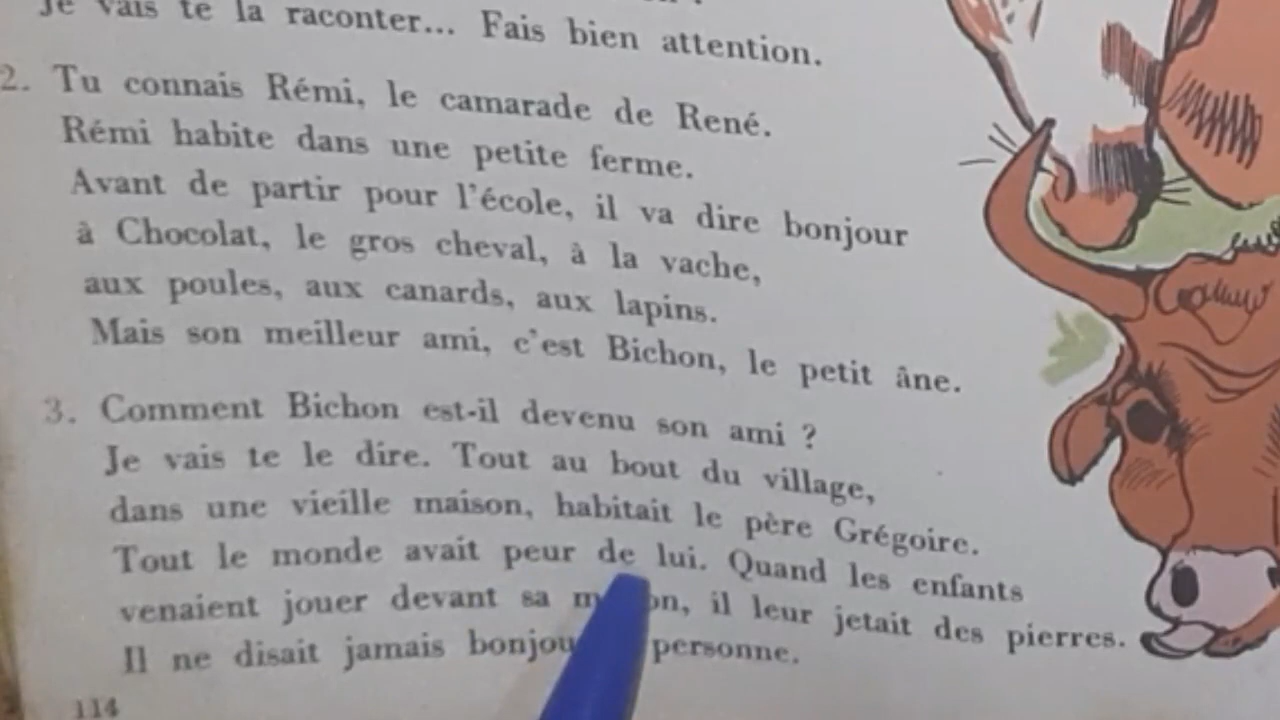 Je vais te la raconter... Fais bien attention.
2. Tu connais Rémi, le camarade de René.
Rémi habite dans une petite ferme.
Avant de partir pour l'école, il va dire bonjour
à Chocolat, le gros cheval, à la vache,
aux poules, aux canards, aux lapins.
Mais son meilleur ami, c'est Bichon, le petit âne.
3. Comment Bichon est-il devenu son ami ?
Je vais te le dire. Tout au bout du village,
dans une vieille maison, habitait le père Grégoire.
Tout le monde avait peur de lui. Quand les enfants
venaient jouer devant sa m on, il leur jetait des pierres.
Il ne disait jamais bonjou personne.
114